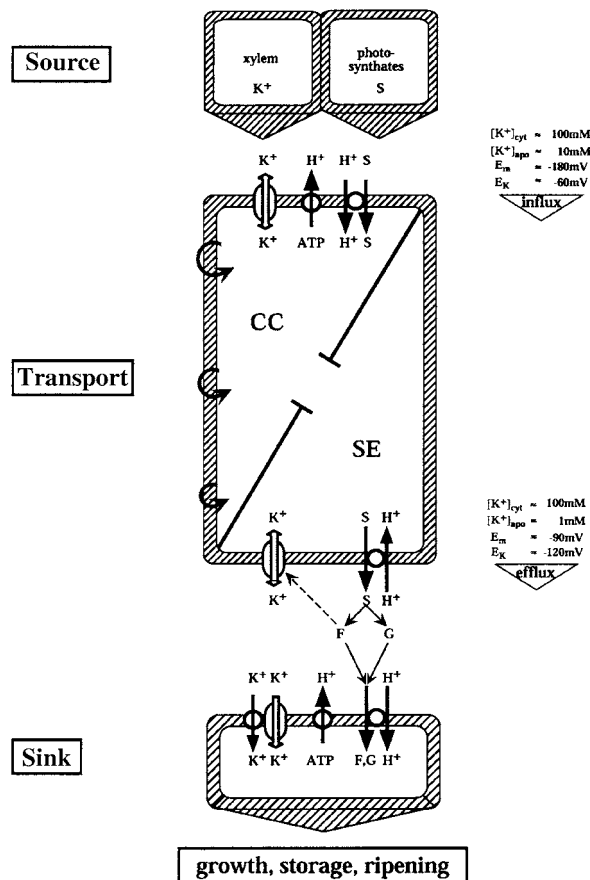 Source
xylem
K+
photo-
synthates
S
[K+]cyt ≈ 100mM
[K+]apo ≈ 10mM
Em ≈ -180mV
EK ≈ -60mV
influx
K+ H+ H+ S
K+ ATP H+ S
CC
Transport
SE
[K+]cyt ≈ 100mM
[K+]apo ≈ 1mM
Em ≈ -90mV
EK ≈ -120mV
efflux
K+ S H+
K+ S H+
F G
K+ K+ H+ H+
Sink
K+ K+ ATP F,G H+
growth, storage, ripening